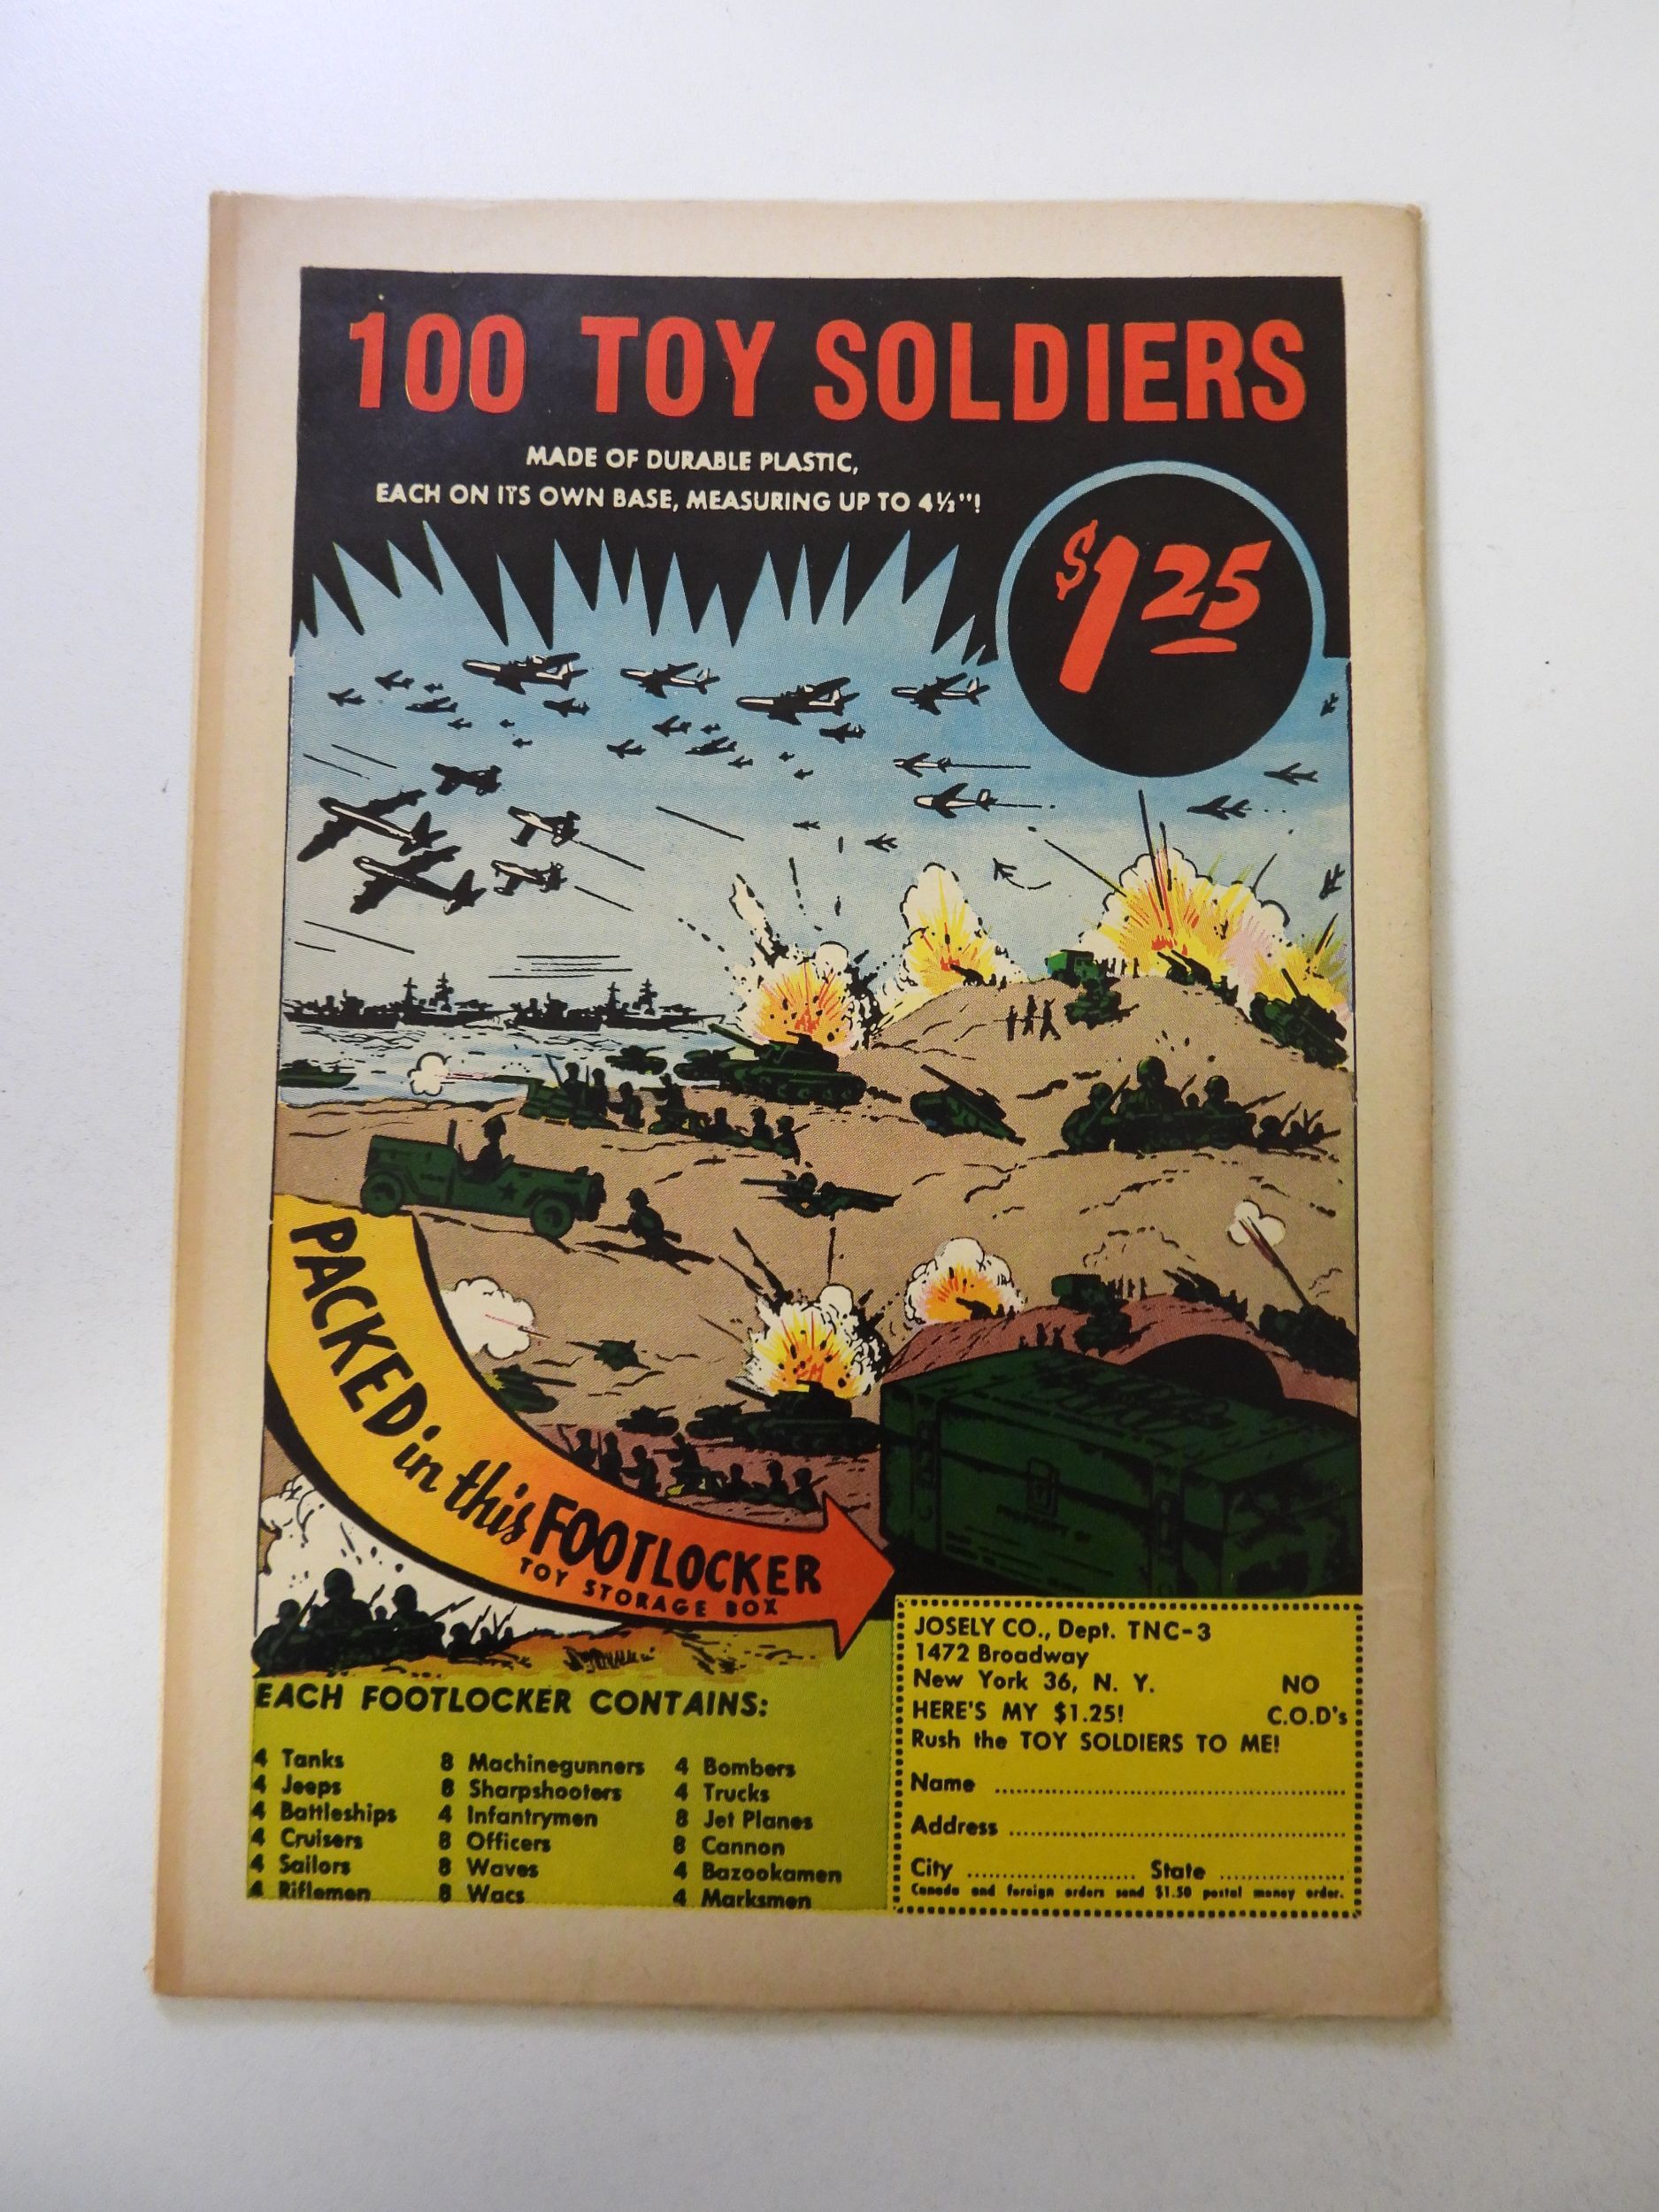 100 TOY SOLDIERS
MADE OF DURABLE PLASTIC,
EACH ON ITS OWN BASE, MEASURING UP TO 4½"!
$1 25
PACKED in this FOOTLOCKER
TOY STORAGE BOX
PROPERTY OF
EACH FOOTLOCKER CONTAINS:
4 Tanks
4 Jeeps
4 Battleships
4 Cruisers
4 Sailors
4 Riflemen
8 Machinegunners
8 Sharpshooters
4 Infantrymen
8 Officers
8 Waves
8 Wacs
4 Bombers
4 Trucks
8 Jet Planes
8 Cannon
4 Bazookamen
4 Marksmen
JOSELY CO., Dept. TNC-3
1472 Broadway
New York 36, N. Y.
HERE'S MY $1.25!
NO
C.O.D's
Rush the TOY SOLDIERS TO ME!
Name
Address
City State
Canada and foreign orders send $1.50 postal money order.